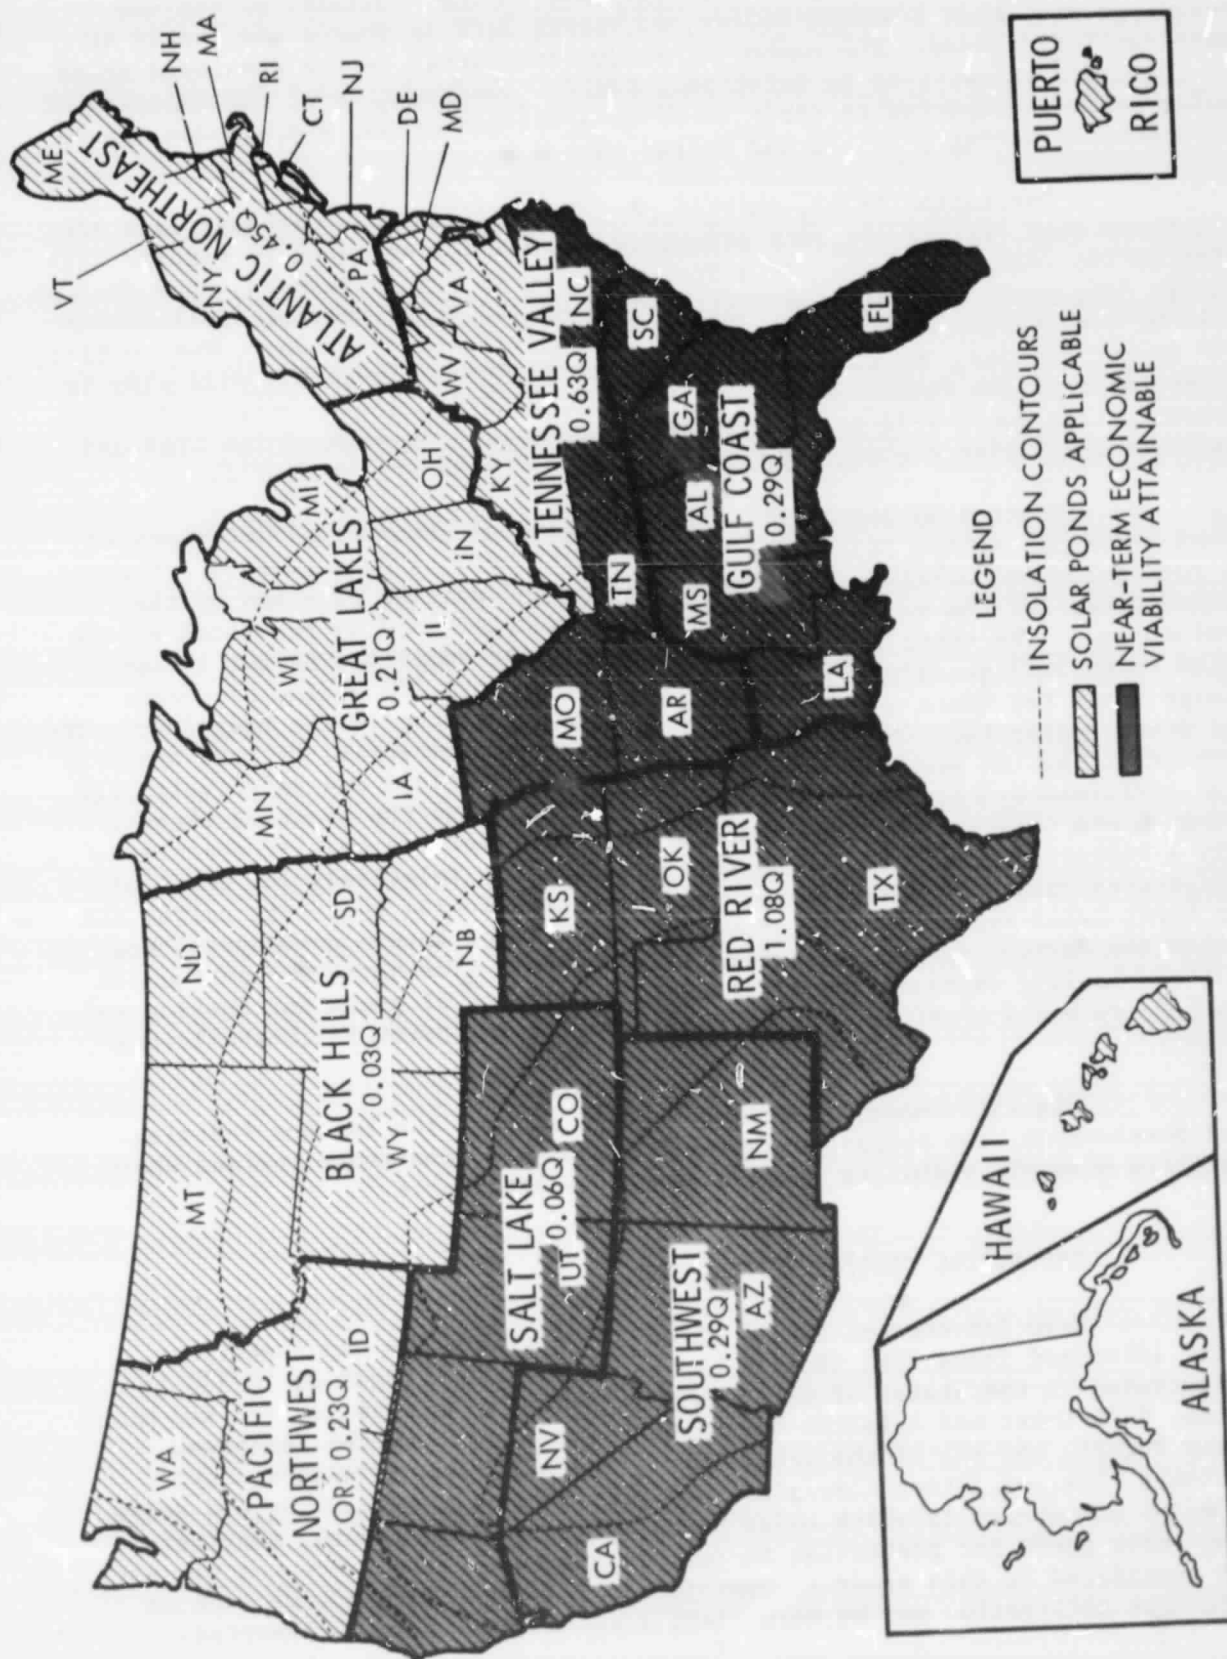 WA
MT
ND
MN
WI
MI
VT
ME
NH
MA
RI
CT
NJ
DE
MD
PACIFIC
NORTHWEST
OR 0.23Q ID
BLACK HILLS
0.03Q
WY
SD
NB
GREAT LAKES
0.21Q
IA
IL
IN
OH
ATLANTIC NORTHEAST
0.45Q
NY
PA
WV
VA
KY
TENNESSEE VALLEY
0.63Q NC
TN
SC
NV
CA
SALT LAKE
UT 0.06Q CO
SOUTHWEST
0.29Q
AZ
NM
KS
OK
RED RIVER
1.08Q
TX
MO
AR
LA
MS
AL
GA
GULF COAST
0.29Q
FL
ALASKA
HAWAII
LEGEND
INSOLATION CONTOURS
SOLAR PONDS APPLICABLE
NEAR-TERM ECONOMIC
VIABILITY ATTAINABLE
PUERTO
RICO